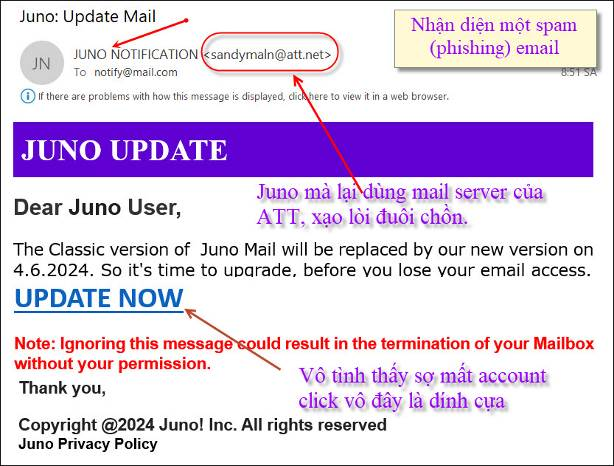 Juno: Update Mail
Nhận diện một spam
(phishing) email
JN
JUNO NOTIFICATION <sandymaln@att.net>
To notify@mail.com
8:51 SA
If there are problems with how this message is displayed, click here to view it in a web browser.
JUNO UPDATE
Juno mà lại dùng mail server của
ATT, xạo lòi đuôi chồn.
Dear Juno User,
The Classic version of Juno Mail will be replaced by our new version on
4.6.2024. So it's time to upgrade, before you lose your email access.
UPDATE NOW
Note: Ignoring this message could result in the termination of your Mailbox
without your permission.
Vô tình thấy sợ mất account
click vô đây là dính cựa
Thank you,
Copyright @2024 Juno! Inc. All rights reserved
Juno Privacy Policy